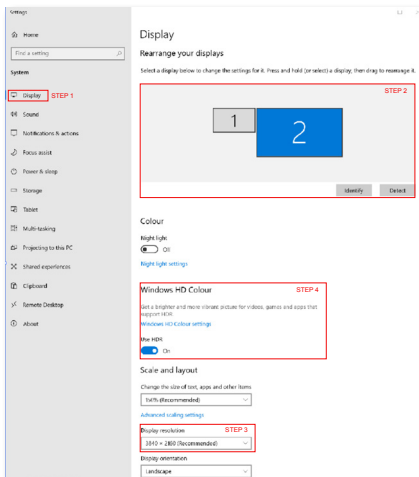 Settings
Home
Find a setting
System
Display STEP 1
Sound
Notifications & actions
Focus assist
Power & sleep
Storage
Tablet
Multi-tasking
Projecting to this PC
Shared experiences
Clipboard
Remote Desktop
About
Display
Rearrange your displays
Select a display below to change the settings for it. Press and hold (or select) a display, then drag to rearrange it.
STEP 2
1
2
Identify Detect
Colour
Night light
Off
Night light settings
Windows HD Colour STEP 4
Get a brighter and more vibrant picture for videos, games and apps that
support HDR.
Windows HD Colour settings
Use HDR
On
Scale and layout
Change the size of text, apps and other items
(Recommended)
Advanced scaling settings
Display resolution STEP 3
3840 × 2160 (Recommended)
Display orientation
Landscape